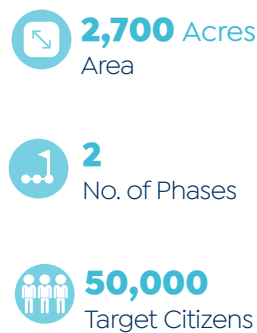 2,700 Acres
Area
2
No. of Phases
50,000
Target Citizens